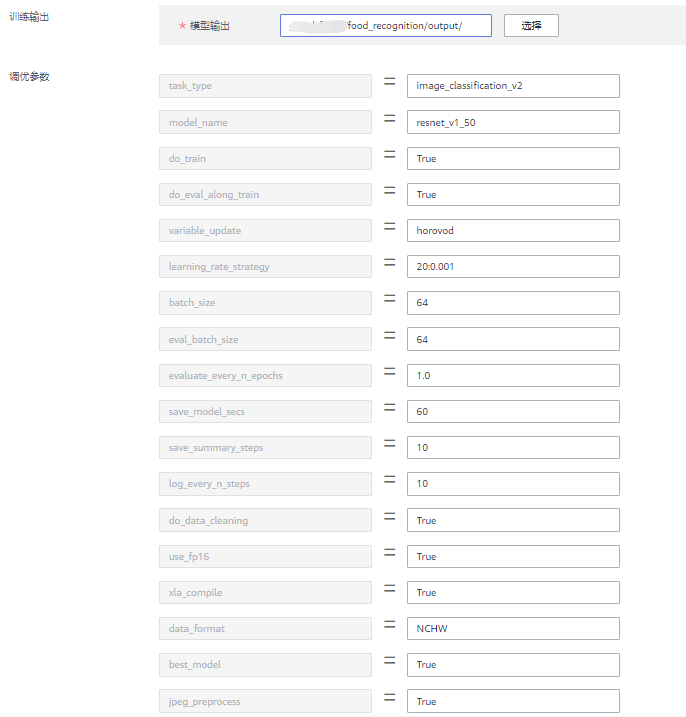 训练输出
* 模型输出 food_recognition/output/ 选择
调优参数
task_type = image_classification_v2
model_name = resnet_v1_50
do_train = True
do_eval_along_train = True
variable_update = horovod
learning_rate_strategy = 20:0.001
batch_size = 64
eval_batch_size = 64
evaluate_every_n_epochs = 1.0
save_model_secs = 60
save_summary_steps = 10
log_every_n_steps = 10
do_data_cleaning = True
use_fp16 = True
xla_compile = True
data_format = NCHW
best_model = True
jpeg_preprocess = True